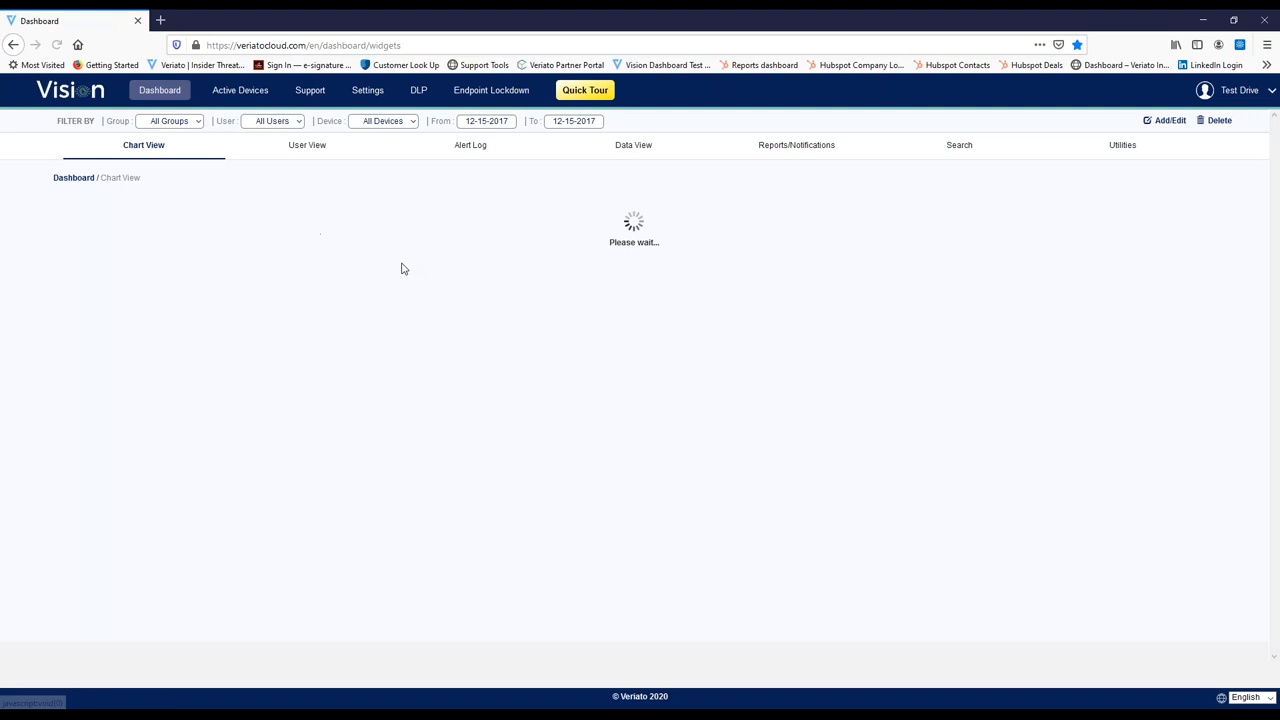 Dashboard
https://veriatocloud.com/en/dashboard/widgets
Most Visited Getting Started Veriato | Insider Threat... Sign In — e-signature ... Customer Look Up Support Tools Veriato Partner Portal Vision Dashboard Test ... Reports dashboard Hubspot Company Lo... Hubspot Contacts Hubspot Deals Dashboard – Veriato In... LinkedIn Login
Vision Dashboard Active Devices Support Settings DLP Endpoint Lockdown Quick Tour Test Drive
FILTER BY | Group : All Groups | User : All Users | Device : All Devices | From : 12-15-2017 | To : 12-15-2017 Add/Edit Delete
Chart View User View Alert Log Data View Reports/Notifications Search Utilities
Dashboard / Chart View
Please wait...
© Veriato 2020
English
javascript:void(0)